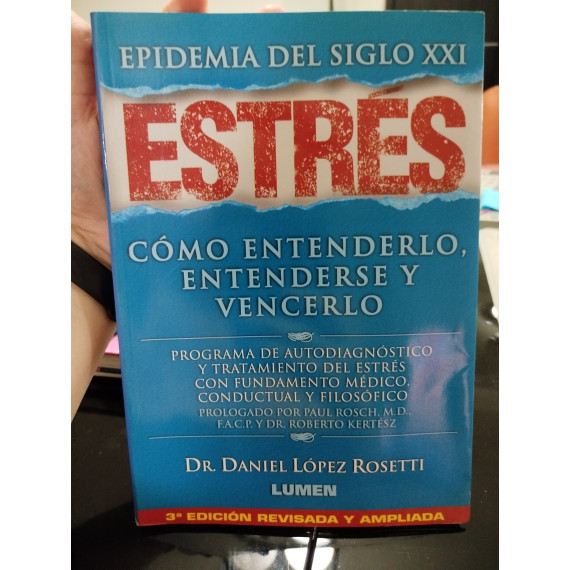 EPIDEMIA DEL SIGLO XXI
ESTRÉS
CÓMO ENTENDERLO,
ENTENDERSE Y
VENCERLO
PROGRAMA DE AUTODIAGNÓSTICO
Y TRATAMIENTO DEL ESTRÉS
CON FUNDAMENTO MÉDICO,
CONDUCTUAL Y FILOSÓFICO
PROLOGADO POR PAUL ROSCH, M.D.,
F.A.C.P. Y DR. ROBERTO KERTÉSZ
DR. DANIEL LÓPEZ ROSETTI
LUMEN
3ª EDICIÓN REVISADA Y AMPLIADA